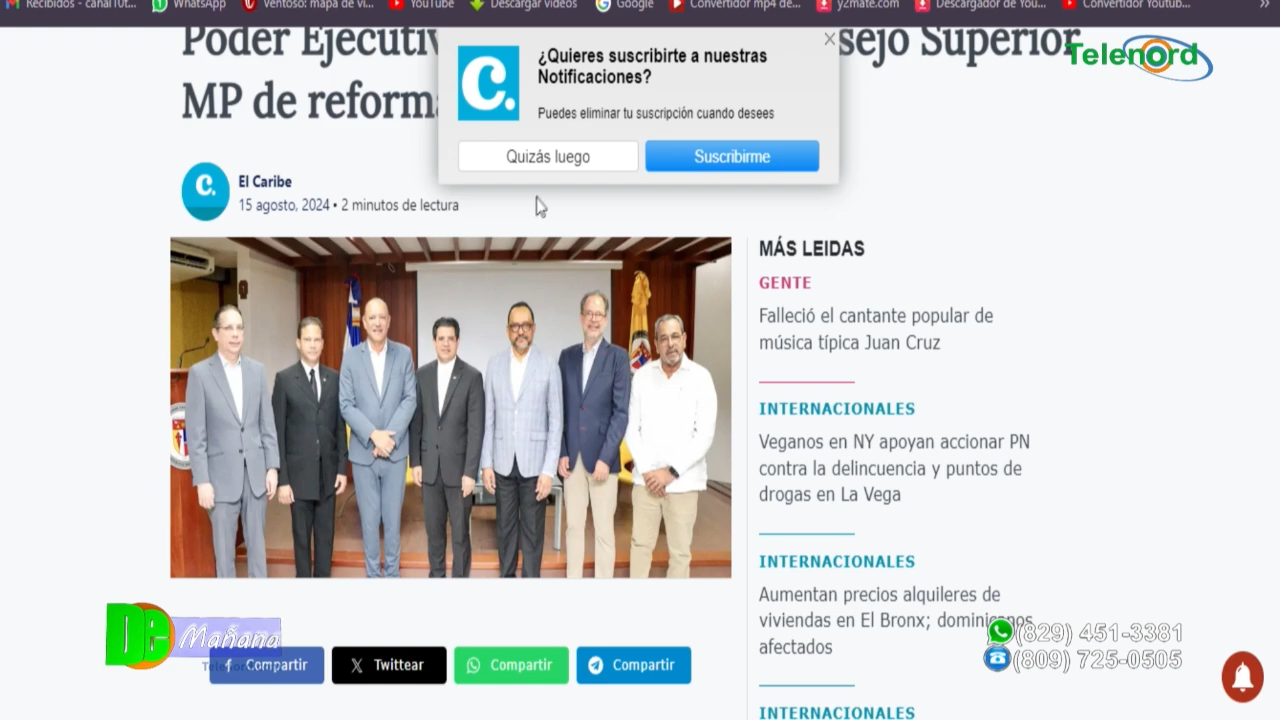 Recibidos - canal10t...
WhatsApp
Ventoso: mapa de vi...
YouTube
Descargar videos
Google
Convertidor mp4 de...
y2mate.com
Descargador de You...
Convertidor Youtub...
»
Poder Ejecutiv
sejo Superior
MP de reforma
Telenord
C.
¿Quieres suscribirte a nuestras
Notificaciones?
Puedes eliminar tu suscripción cuando desees
Quizás luego
Suscribirme
C.
El Caribe
15 agosto, 2024 • 2 minutos de lectura
MÁS LEIDAS
GENTE
Falleció el cantante popular de
música típica Juan Cruz
INTERNACIONALES
Veganos en NY apoyan accionar PN
contra la delincuencia y puntos de
drogas en La Vega
INTERNACIONALES
Aumentan precios alquileres de
viviendas en El Bronx; dominicanos
afectados
INTERNACIONALES
De Mañana
Compartir
Twittear
Compartir
Compartir
(829) 451-3381
(809) 725-0505